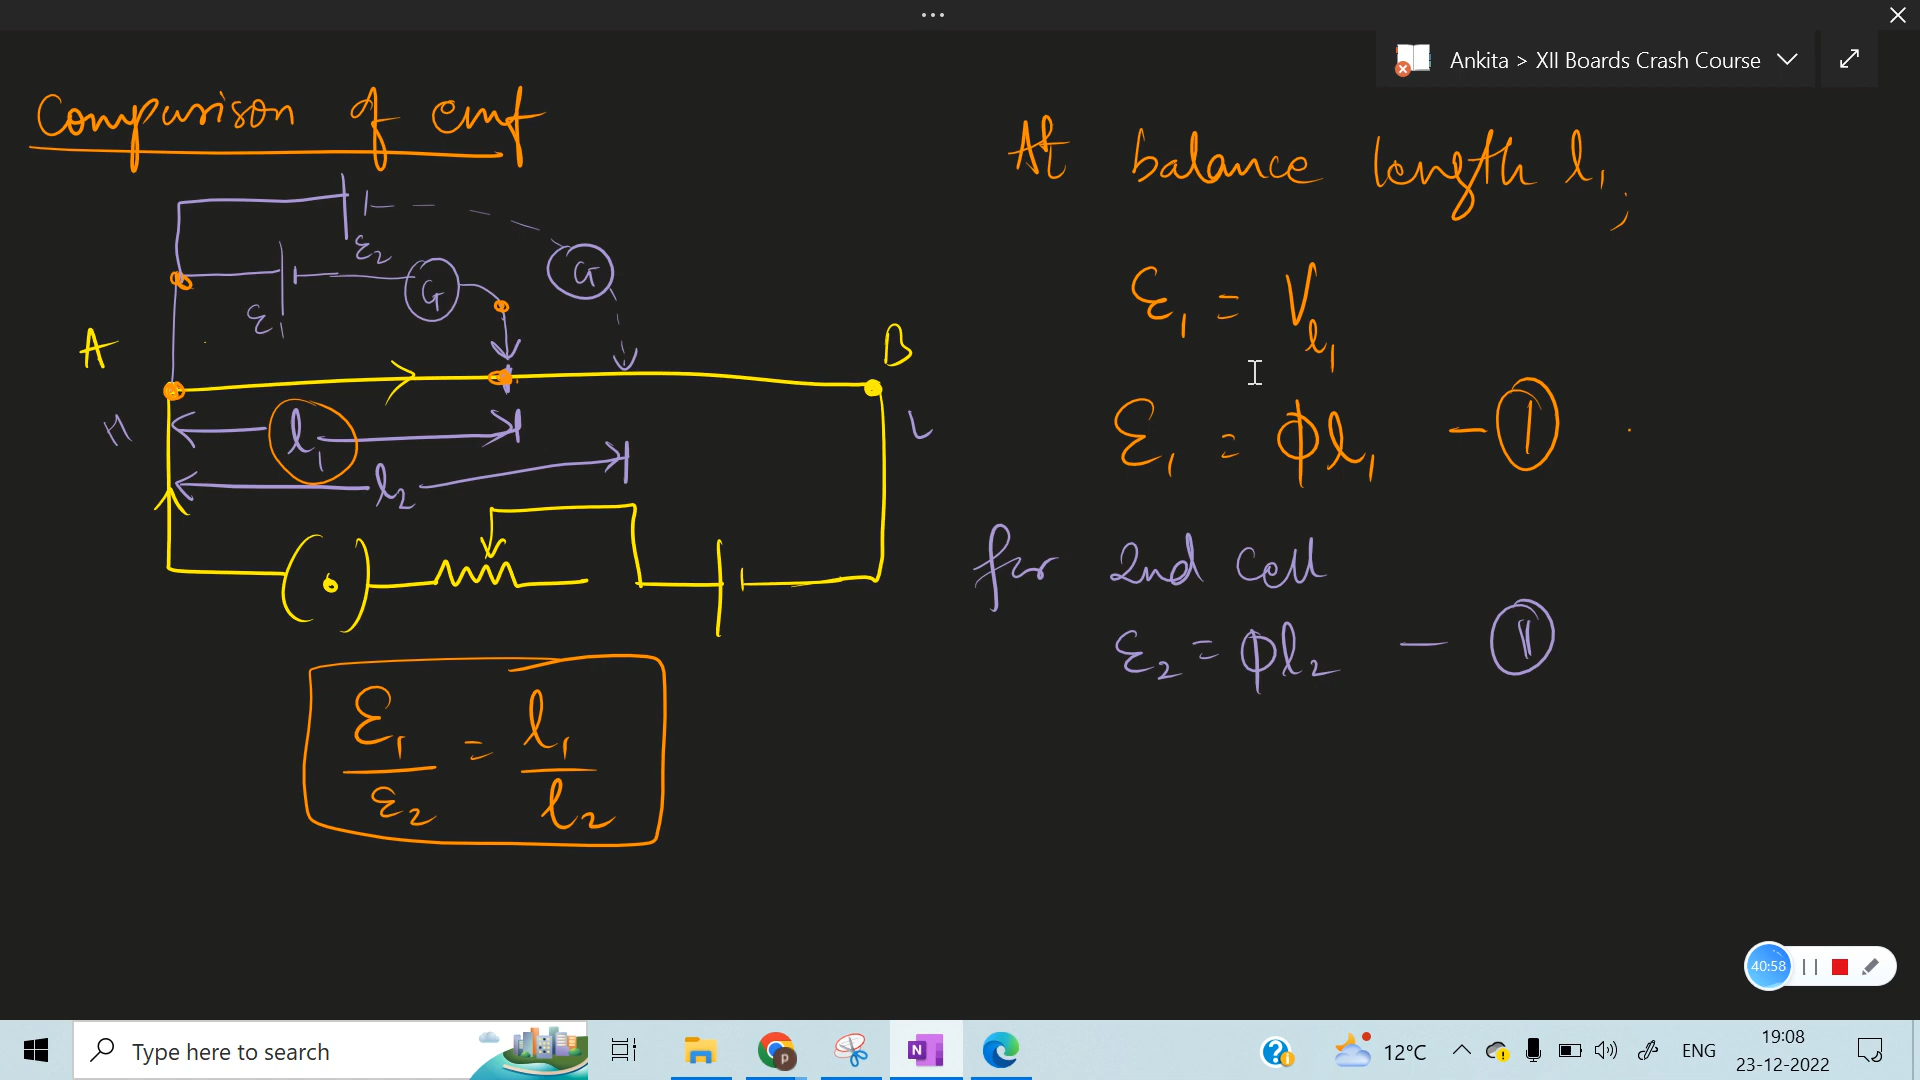 Ankita > XII Boards Crash Course
Comparison of emf
ε2
G
G
ε1
A
B
H
L
l1
l2
ε1/ε2 = l1/l2
At balance length l1;
ε1 = Vl1
ε1 = ϕl1 - I
for 2nd cell
ε2 = ϕl2 - II
40:58
Type here to search
12°C
ENG
19:08
23-12-2022